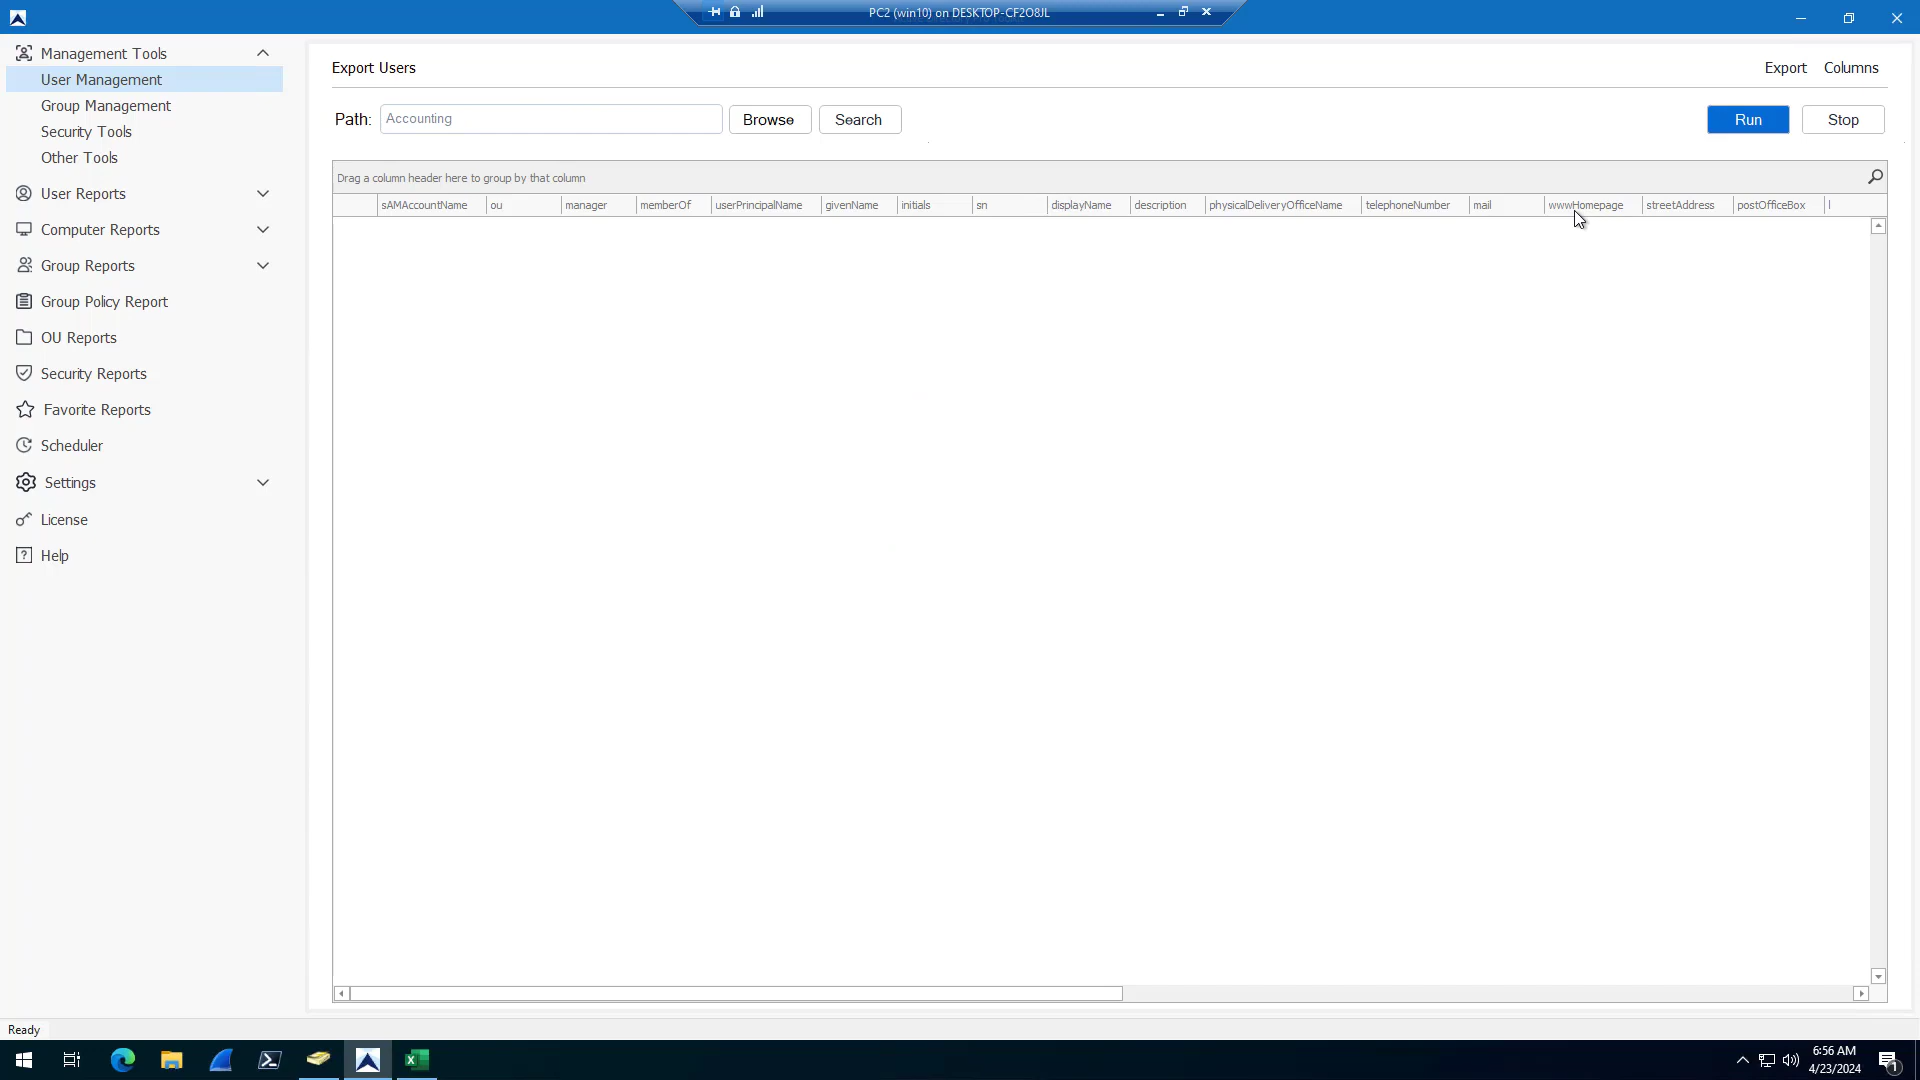 PC2 (win10) on DESKTOP-CF2O8JL
Management Tools
User Management
Group Management
Security Tools
Other Tools
User Reports
Computer Reports
Group Reports
Group Policy Report
OU Reports
Security Reports
Favorite Reports
Scheduler
Settings
License
Help
Export Users
Export Columns
Path: Accounting Browse Search Run Stop
Drag a column header here to group by that column
sAMAccountName ou manager memberOf userPrincipalName givenName initials sn displayName description physicalDeliveryOfficeName telephoneNumber mail wwwHomepage streetAddress postOfficeBox l
Ready
6:56 AM
4/23/2024
1